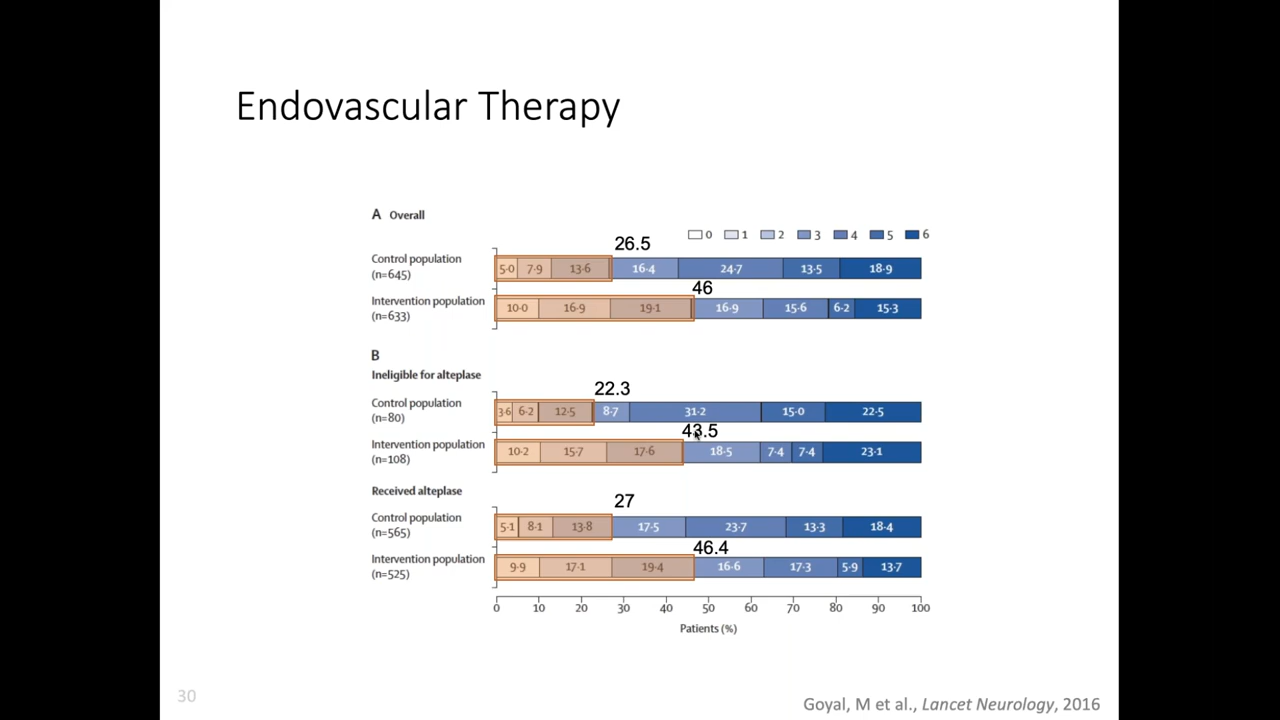 Endovascular Therapy
A Overall
0 1 2 3 4 5 6
26.5
Control population
(n=645)
5·0 7·9 13·6 16·4 24·7 13·5 18·9
46
Intervention population
(n=633)
10·0 16·9 19·1 16·9 15·6 6·2 15·3
B
Ineligible for alteplase
22.3
Control population
(n=80)
3·6 6·2 12·5 8·7 31·2 15·0 22·5
43.5
Intervention population
(n=108)
10·2 15·7 17·6 18·5 7·4 7·4 23·1
Received alteplase
27
Control population
(n=565)
5·1 8·1 13·8 17·5 23·7 13·3 18·4
46.4
Intervention population
(n=525)
9·9 17·1 19·4 16·6 17·3 5·9 13·7
0 10 20 30 40 50 60 70 80 90 100
Patients (%)
30
Goyal, M et al., Lancet Neurology, 2016